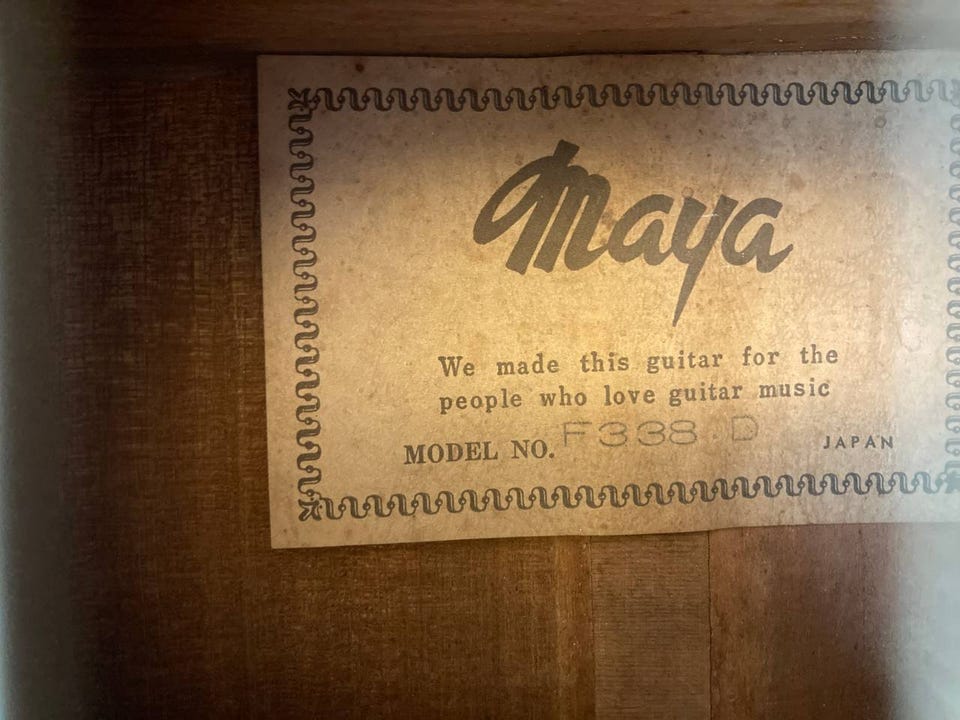 Maya
We made this guitar for the
people who love guitar music
MODEL NO. F338.D JAPAN